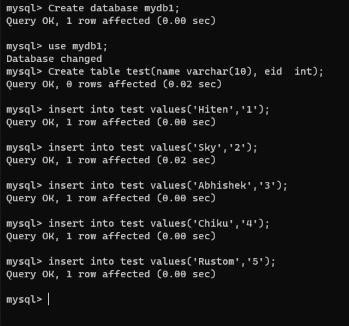 mysql> Create database mydb1;
Query OK, 1 row affected (0.00 sec)
mysql> use mydb1;
Database changed
mysql> Create table test(name varchar(10), eid  int);
Query OK, 0 rows affected (0.02 sec)
mysql> insert into test values('Hiten','1');
Query OK, 1 row affected (0.00 sec)
mysql> insert into test values('Sky','2');
Query OK, 1 row affected (0.02 sec)
mysql> insert into test values('Abhishek','3');
Query OK, 1 row affected (0.00 sec)
mysql> insert into test values('Chiku','4');
Query OK, 1 row affected (0.00 sec)
mysql> insert into test values('Rustom','5');
Query OK, 1 row affected (0.00 sec)
mysql>